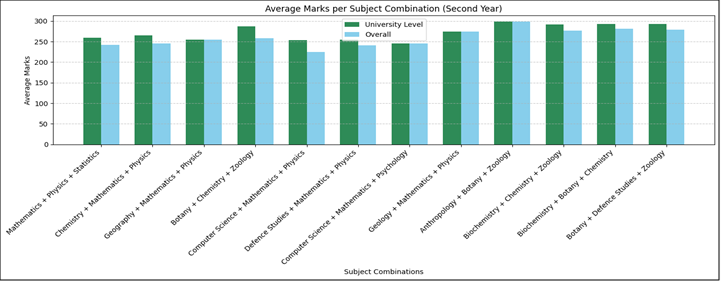 Average Marks per Subject Combination (Second Year)
University Level
Overall
Average Marks
300
250
200
150
100
50
0
Mathematics + Physics + Statistics
Chemistry + Mathematics + Physics
Geography + Mathematics + Physics
Botany + Chemistry + Zoology
Computer Science + Mathematics + Physics
Defence Studies + Mathematics + Physics
Computer Science + Mathematics + Psychology
Geology + Mathematics + Physics
Anthropology + Botany + Zoology
Biochemistry + Chemistry + Zoology
Biochemistry + Botany + Chemistry
Botany + Defence Studies + Zoology
Subject Combinations